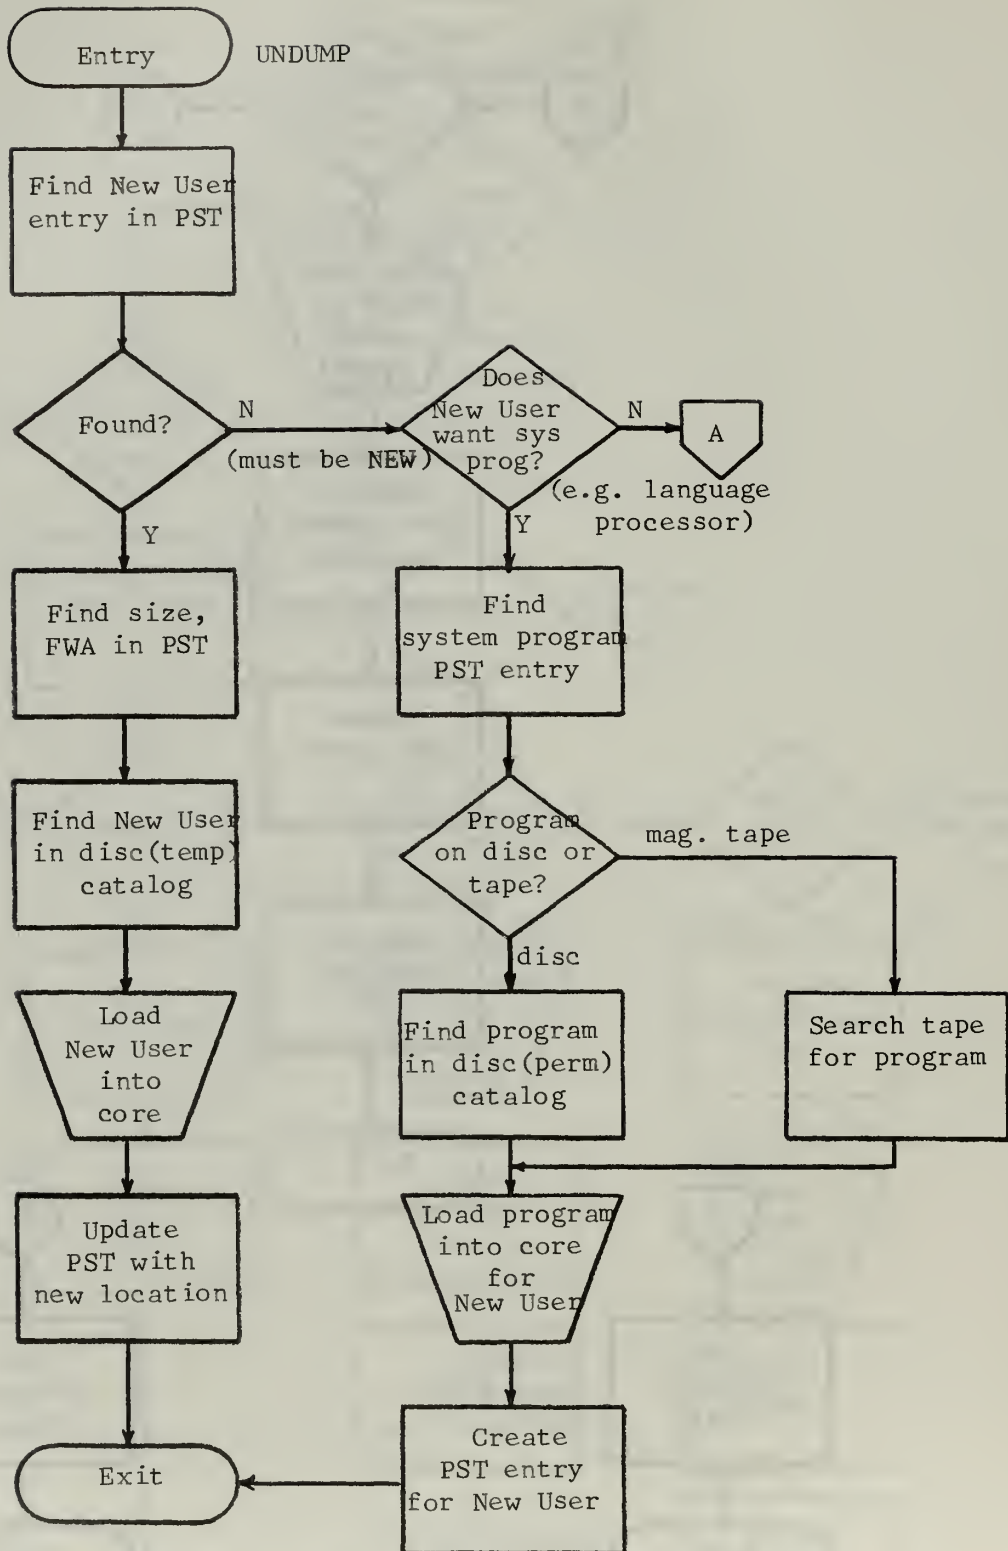 Entry
UNDUMP
Find New User
entry in PST
Found?
N
(must be NEW)
Does
New User
want sys
prog?
N
A
(e.g. language
processor)
Y
Y
Find size,
FWA in PST
Find
system program
PST entry
Find New User
in disc(temp)
catalog
Program
on disc or
tape?
mag. tape
disc
Load
New User
into
core
Find program
in disc(perm)
catalog
Search tape
for program
Update
PST with
new location
Load program
into core
for
New User
Exit
Create
PST entry
for New User